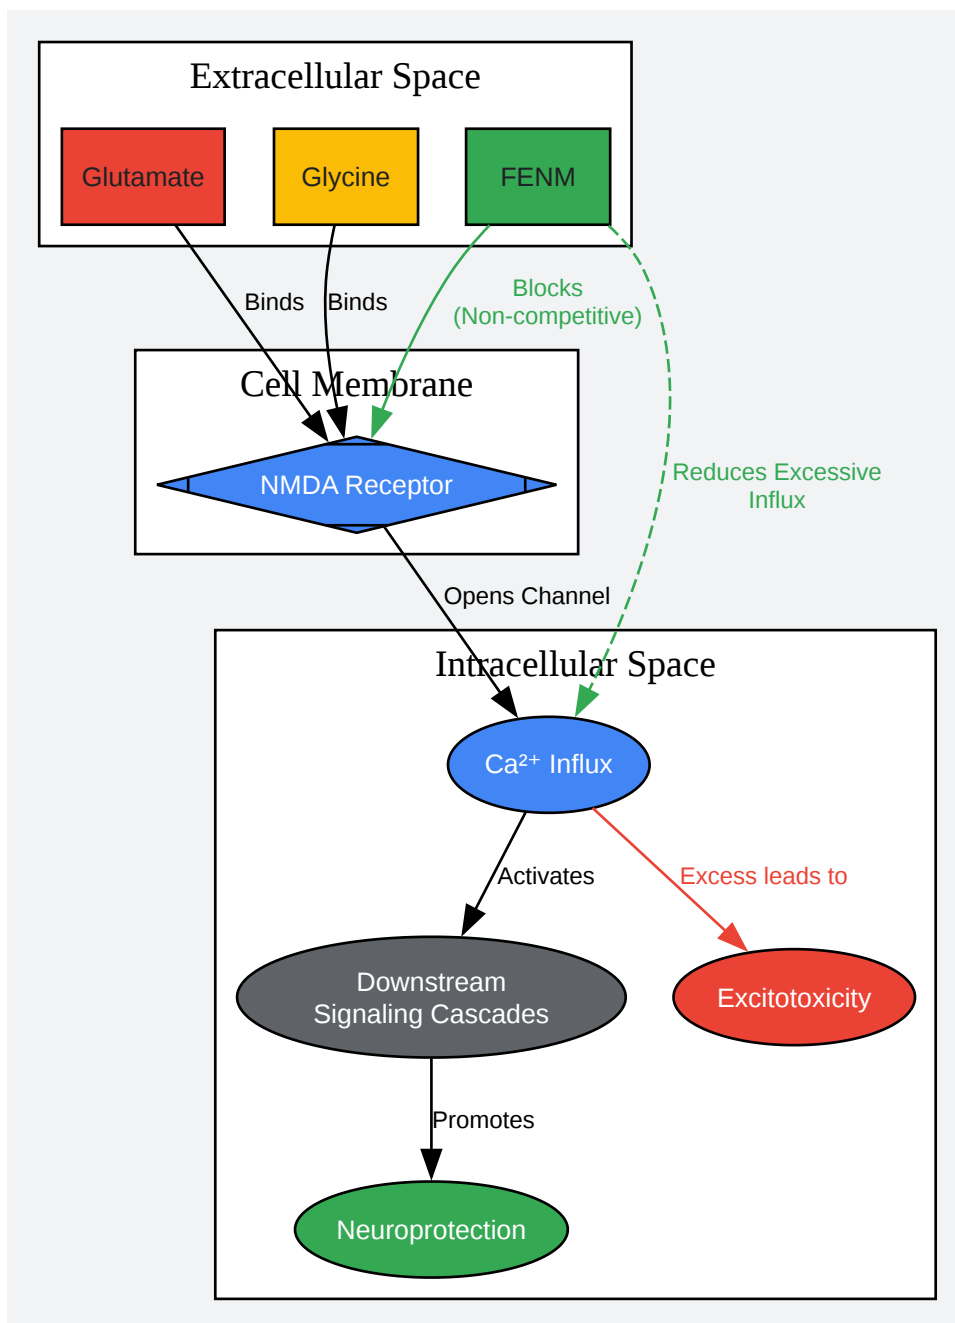 Extracellular Space
Glutamate
Glycine
FENM
Binds
Binds
Blocks
(Non-competitive)
Cell Membrane
NMDA Receptor
Reduces Excessive
Influx
Opens Channel
Intracellular Space
Ca²⁺ Influx
Activates
Excess leads to
Downstream
Signaling Cascades
Excitotoxicity
Promotes
Neuroprotection